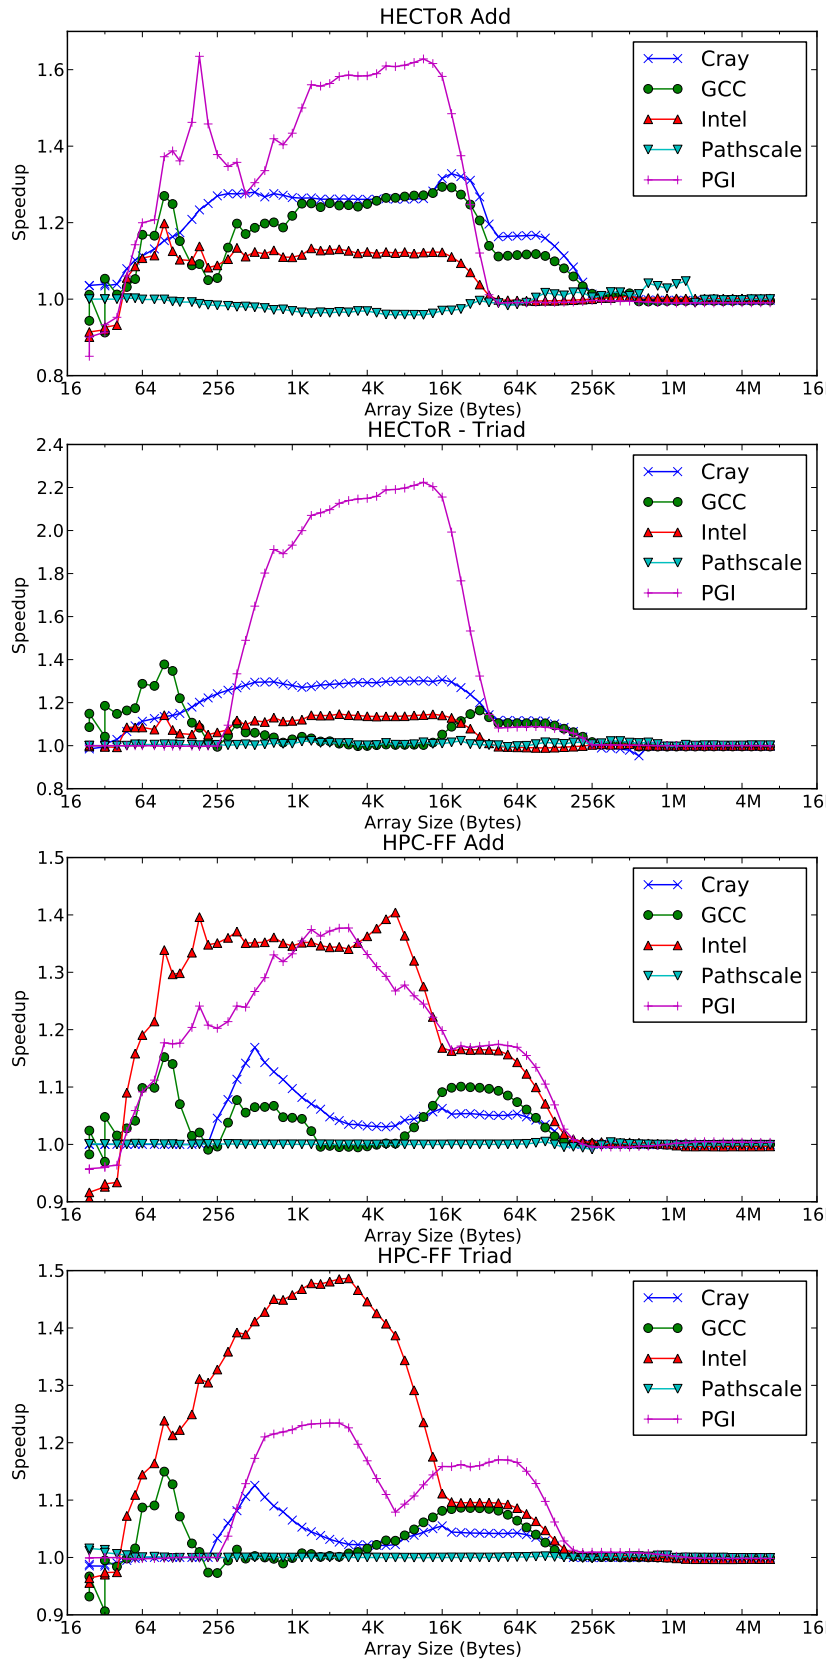 HECToR Add
1.6
1.4
1.2
1.0
0.8
Speedup
Cray
GCC
Intel
Pathscale
PGI
16 64 256 1K 4K 16K 64K 256K 1M 4M 16
Array Size (Bytes)
HECToR - Triad
2.4
2.2
2.0
1.8
1.6
1.4
1.2
1.0
0.8
Speedup
Cray
GCC
Intel
Pathscale
PGI
16 64 256 1K 4K 16K 64K 256K 1M 4M 16
Array Size (Bytes)
HPC-FF Add
1.5
1.4
1.3
1.2
1.1
1.0
0.9
Speedup
Cray
GCC
Intel
Pathscale
PGI
16 64 256 1K 4K 16K 64K 256K 1M 4M 16
Array Size (Bytes)
HPC-FF Triad
1.5
1.4
1.3
1.2
1.1
1.0
0.9
Speedup
Cray
GCC
Intel
Pathscale
PGI
16 64 256 1K 4K 16K 64K 256K 1M 4M 16
Array Size (Bytes)